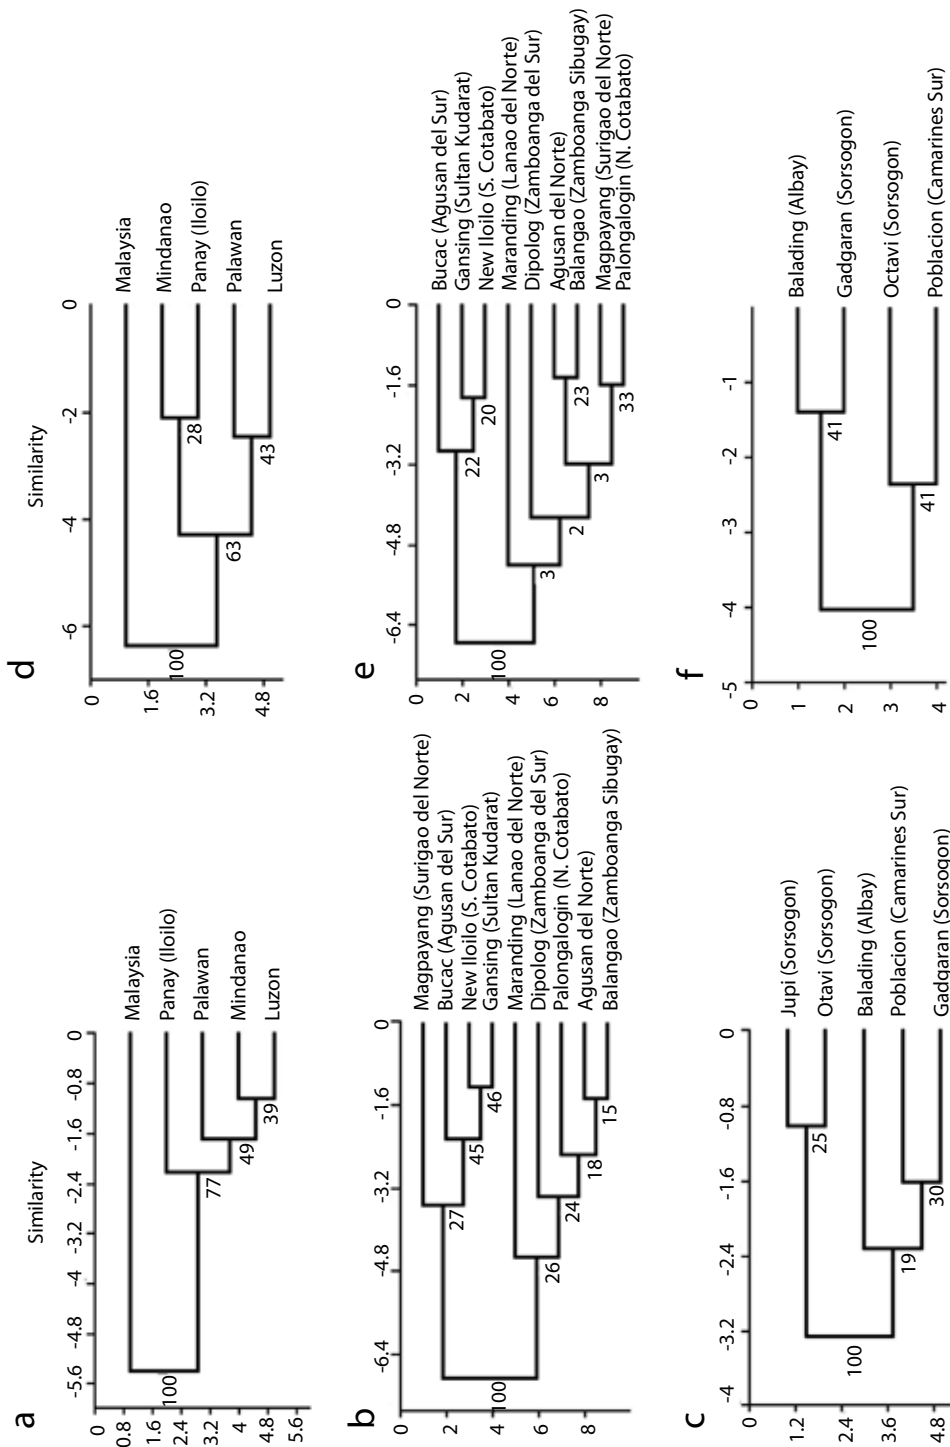 a
Similarity
-5.6
-4.8
-4
-3.2
-2.4
-1.6
-0.8
0
0
0.8
1.6
2.4
3.2
4
4.8
5.6
Malaysia
Panay (Iloilo)
Palawan
Mindanao
Luzon
100
77
49
39
b
-6.4
-4.8
-3.2
-1.6
0
0
2
4
6
8
Magpayang (Surigao del Norte)
Bucac (Agusan del Sur)
New Iloilo (S. Cotabato)
Gansing (Sultan Kudarat)
Maranding (Lanao del Norte)
Dipolog (Zamboanga del Sur)
Palongalogin (N. Cotabato)
Agusan del Norte)
Balangao (Zamboanga Sibugay)
100
27
45
46
26
24
18
15
c
-4
-3.2
-2.4
-1.6
-0.8
0
0
1.2
2.4
3.6
4.8
Jupi (Sorsogon)
Otavi (Sorsogon)
Balading (Albay)
Poblacion (Camarines Sur)
Gadgaran (Sorsogon)
100
25
19
30
d
Similarity
-6
-4
-2
0
0
1.6
3.2
4.8
Malaysia
Mindanao
Panay (Iloilo)
Palawan
Luzon
100
28
63
43
e
-6.4
-4.8
-3.2
-1.6
0
0
2
4
6
8
Bucac (Agusan del Sur)
Gansing (Sultan Kudarat)
New Iloilo (S. Cotabato)
Maranding (Lanao del Norte)
Dipolog (Zamboanga del Sur)
Agusan del Norte)
Balangao (Zamboanga Sibugay)
Magpayang (Surigao del Norte)
Palongalogin (N. Cotabato)
100
22
20
3
2
3
23
33
f
-5
-4
-3
-2
-1
0
1
2
3
4
Balading (Albay)
Gadgaran (Sorsogon)
Octavi (Sorsogon)
Poblacion (Camarines Sur)
100
41
41